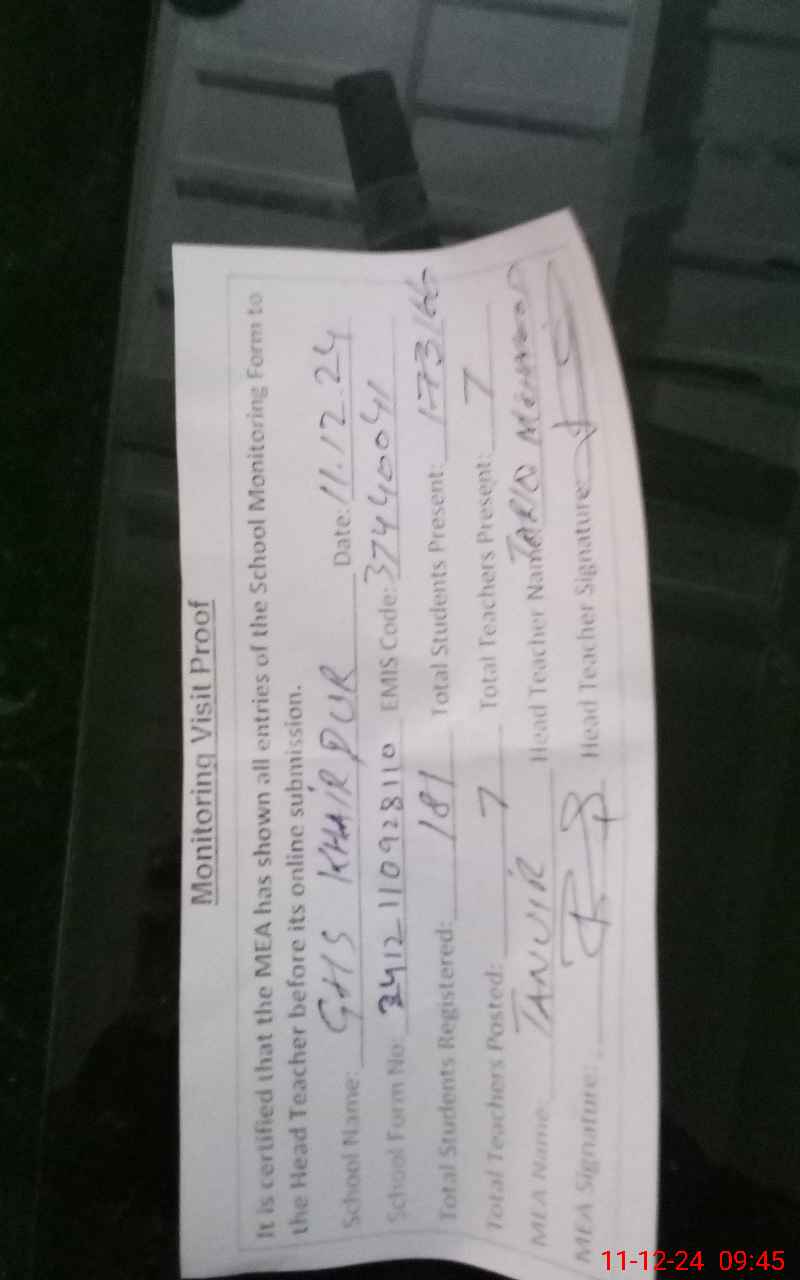 Monitoring Visit Proof
It is certified that the MEA has shown all entries of the School Monitoring Form to
the Head Teacher before its online submission.
School Name: GHS KHAIRPUR Date: 11.12.24
School Form No: 2412110928110 EMIS Code: 37440041
Total Students Registered: 181 Total Students Present: 173/66
Total Teachers Posted: 7 Total Teachers Present: 7
MEA Name: TANVIR Head Teacher Name: TARIQ MEHMOOD
MEA Signature: Head Teacher Signature:
11-12-24 09:45